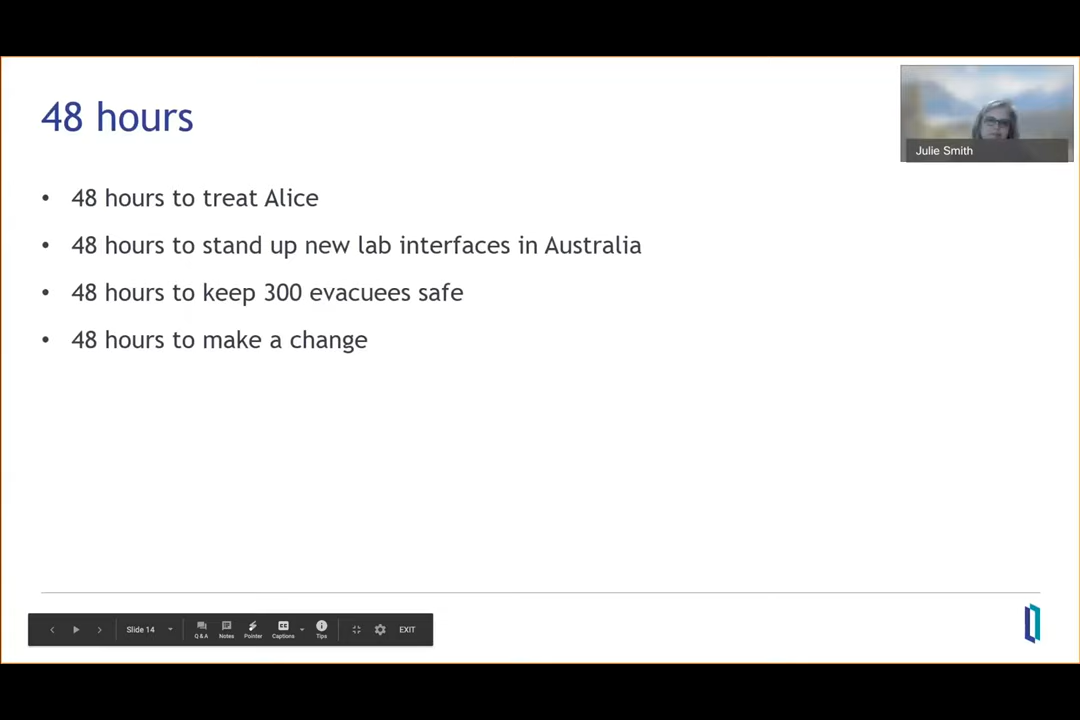 48 hours
Julie Smith
• 48 hours to treat Alice
• 48 hours to stand up new lab interfaces in Australia
• 48 hours to keep 300 evacuees safe
• 48 hours to make a change
Slide 14
Q & A
Notes
Pointer
CC
Captions
Tips
EXIT